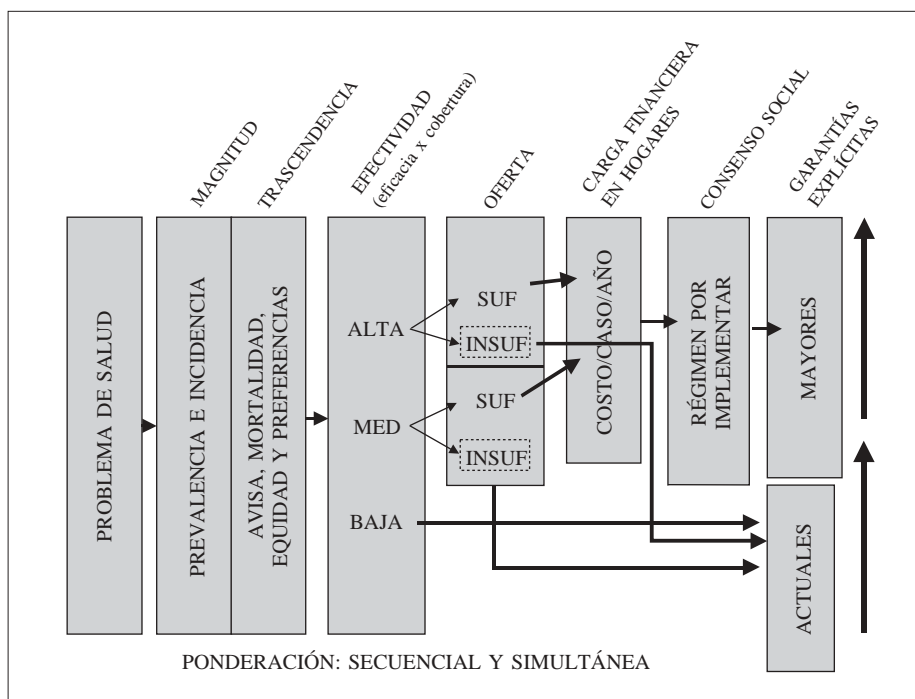 MAGNITUD
TRASCENDENCIA
EFECTIVIDAD
(eficacia x cobertura)
OFERTA
CARGA FINANCIERA
EN HOGARES
CONSENSO SOCIAL
GARANTÍAS
EXPLÍCITAS
PROBLEMA DE SALUD
PREVALENCIA E INCIDENCIA
AVISA, MORTALIDAD,
EQUIDAD Y PREFERENCIAS
ALTA
MED
BAJA
SUF
INSUF
SUF
INSUF
COSTO/CASO/AÑO
RÉGIMEN POR
IMPLEMENTAR
MAYORES
ACTUALES
PONDERACIÓN: SECUENCIAL Y SIMULTÁNEA